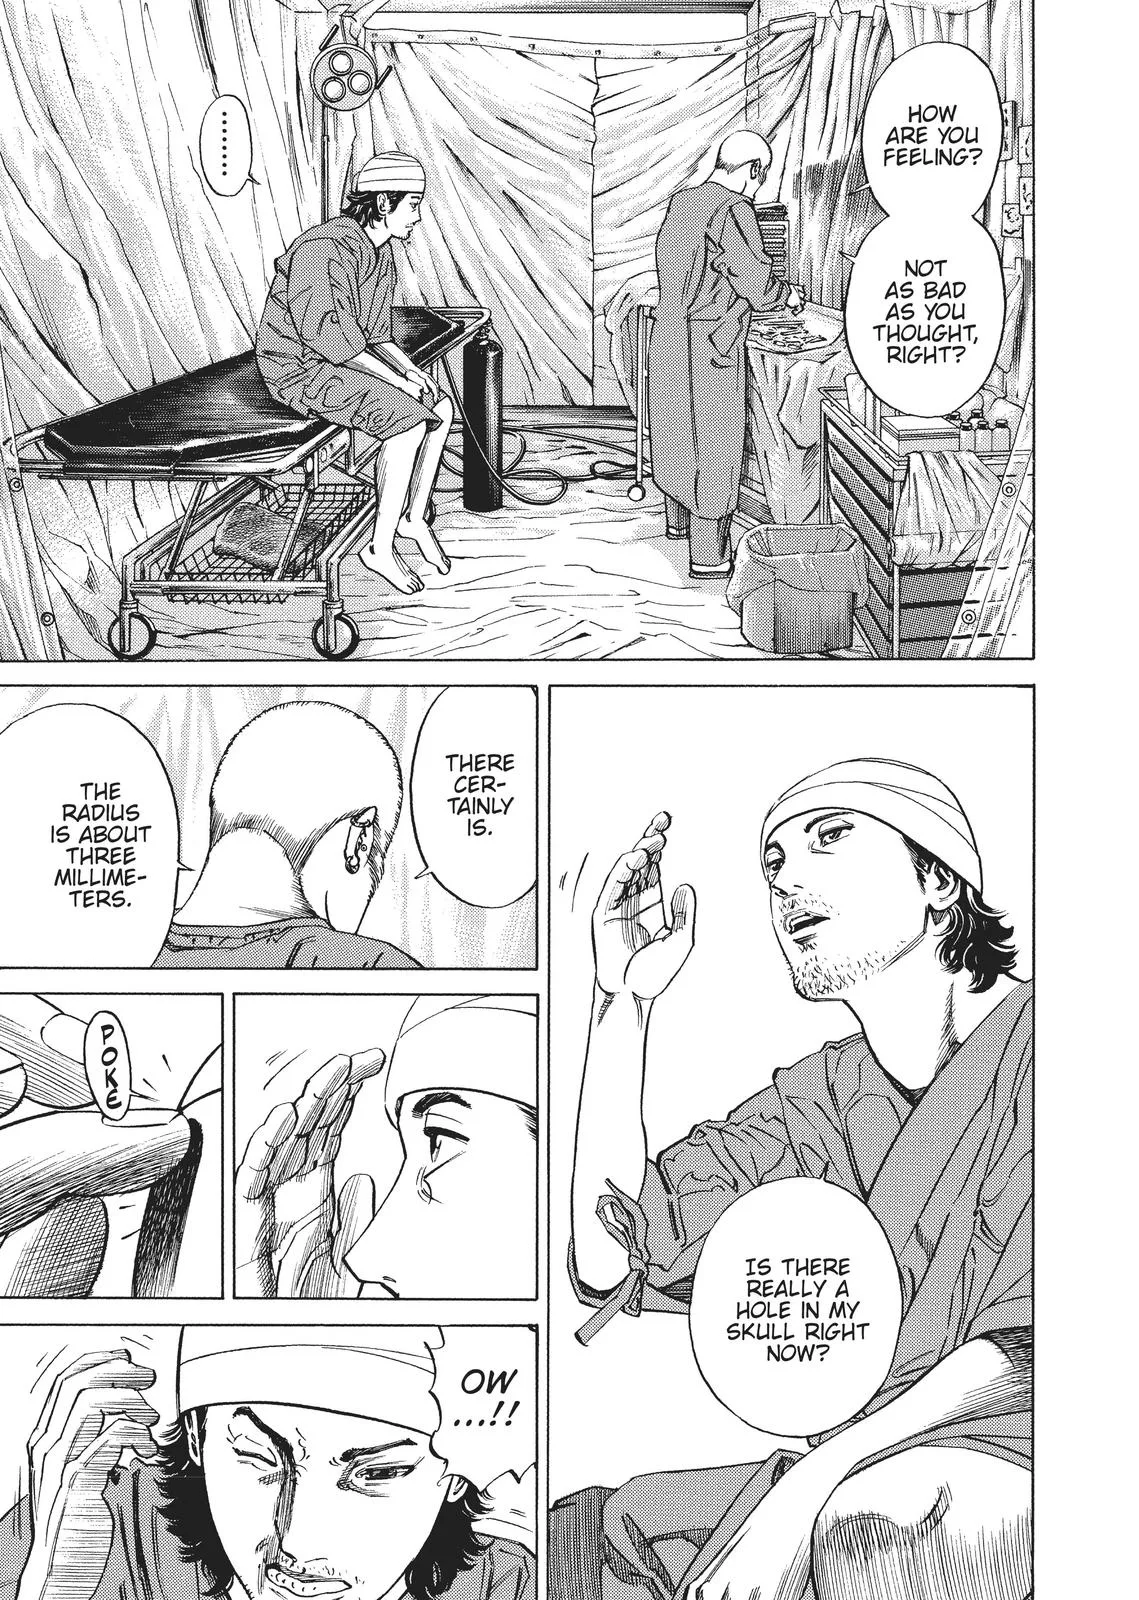 HOW
ARE YOU
FEELING?
NOT
AS BAD
AS YOU
THOUGHT,
RIGHT?
.......
IS THERE
REALLY A
HOLE IN MY
SKULL RIGHT
NOW?
THERE
CER-
TAINLY
IS.
THE
RADIUS
IS ABOUT
THREE
MILLIME-
TERS.
POKE
OW
...!!